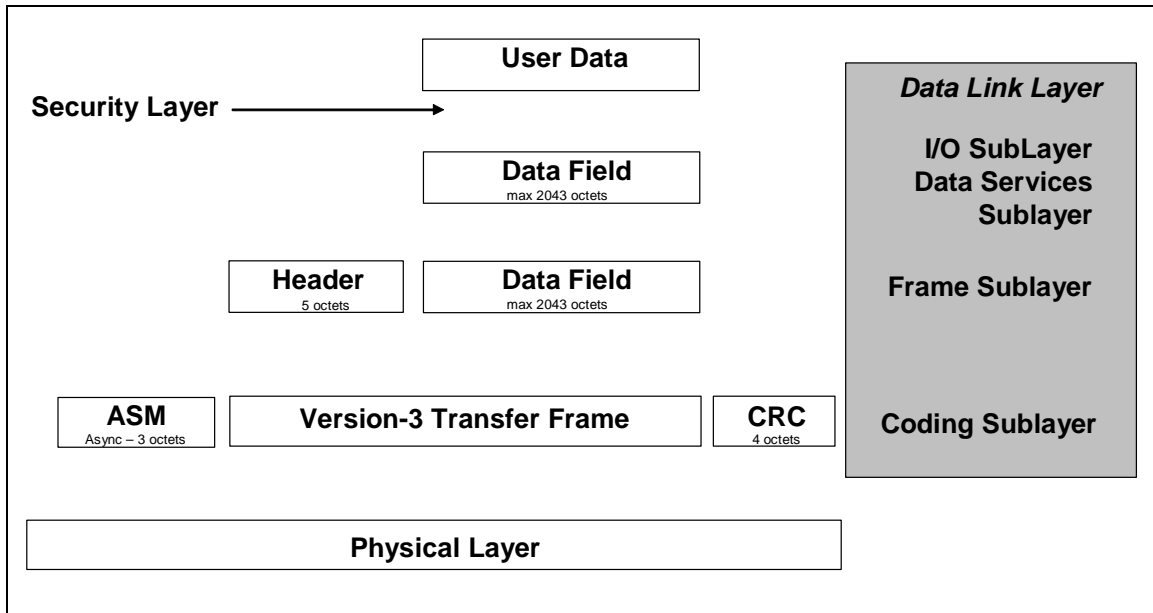 User Data
Security Layer
Data Link Layer
I/O SubLayer
Data Services
Sublayer
Data Field
max 2043 octets
Header
5 octets
Data Field
max 2043 octets
Frame Sublayer
ASM
Async – 3 octets
Version-3 Transfer Frame
CRC
4 octets
Coding Sublayer
Physical Layer